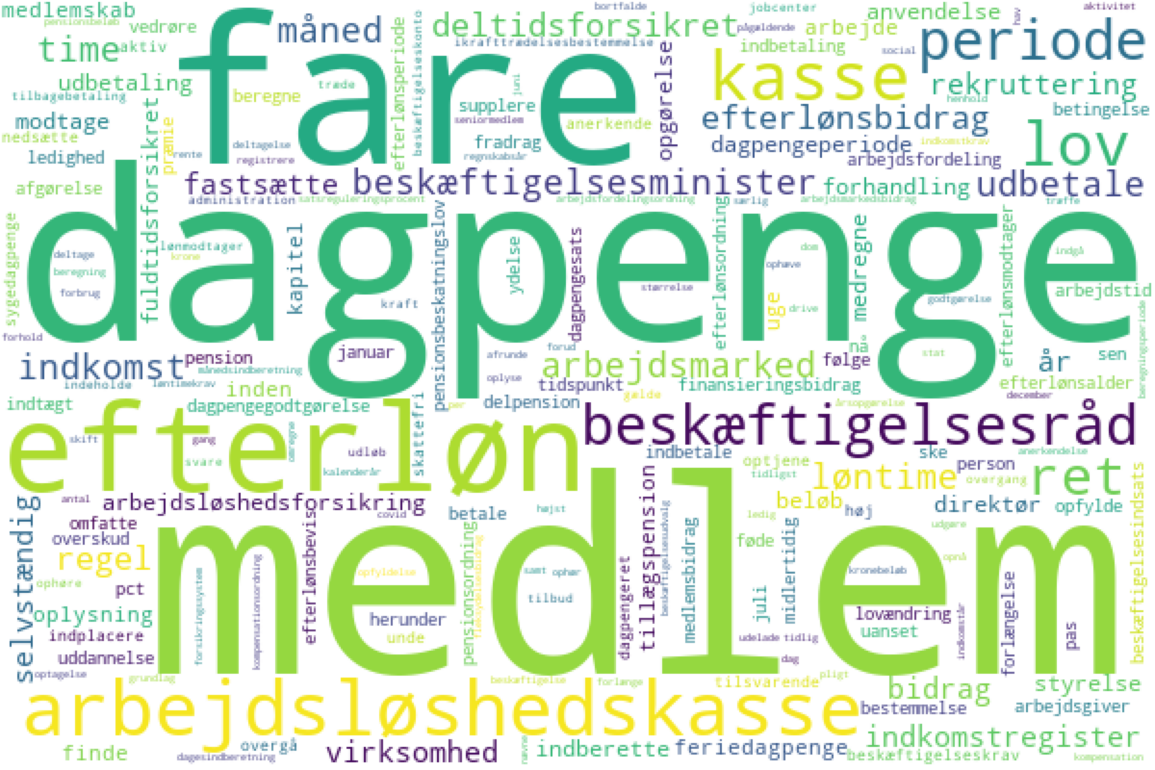 medlemskab
pensionsbeløb
vedrøre
måned
deltidsforsikret
bortfalde
jobcenter
pågældende
anvendelse
aktivitet
hav
time
aktiv
fare
ikrafttrædelsesbestemmelse
arbejde
indbetaling
social
periode
udbetaling
beregne
træde
juni
kasse
rekruttering
tilbagebetaling
supplere
seniormedlem
henhold
betingelse
modtage
præmie
efterlønsperiode
beskæftigelseskonto
anerkende
opgørelse
efterlønsbidrag
nedsætte
ledighed
rente
deltagelse
registrere
fradrag
regnskabsår
dagpengeperiode
indkomstkrav
arbejdsfordeling
lov
afgørelse
fuldtidsforsikret
fastsætte
beskæftigelsesminister
forhandling
udbetale
administration
satsreguleringsprocent
arbejdsfordelingsordning
særlig
arbejdsmarkedsbidrag
træffe
sygedagpenge
dagpenge
deltage
beregning
forbrug
lønmodtager
krone
kapitel
kraft
pensionsbeskatningslov
ydelse
dagpengesats
størrelse
efterlønsordning
dom
ophæve
uge
drive
medregne
godtgørelse
efterlønsmodtager
indgå
arbejdstid
beregningsperiode
forhold
indkomst
pension
januar
månedsindberetning
afrunde
forud
oplyse
arbejdsmarked
nå
følge
stat
år
sen
indeholde
løntimekrav
inden
tidspunkt
finansieringsbidrag
efterlønsalder
indtægt
dagpengegodtgørelse
skattefri
per
delpension
gælde
årsopgørelse
december
efterløn
skift
gang
svare
omregne
udløb
kalenderår
beskæftigelsesråd
indbetale
ske
anerkendelse
optjene
tidligst
løntime
person
overgang
ret
selvstændig
antal
arbejdsløshedsforsikring
covid
betale
højst
tillægspension
beløb
høj
direktør
opfylde
omfatte
overskud
efterlønsbevis
pensionsordning
beskæftigelsesudvalg
medlemsbidrag
ledig
føde
midlertidig
udgøre
opnå
beskæftigelsesindsats
regel
medlem
opfyldelse
fleksydelsesbidrag
samt
ophør
kronebeløb
ophøre
pct
forsikringssystem
kompensationsordning
tilbud
dagpengeret
juli
indkomstår
forlængelse
oplysning
herunder
lovændring
indplacere
unde
udelade
tidlig
uanset
pas
uddannelse
dag
optagelse
grundlag
beskæftigelse
forlænge
tilsvarende
pligt
bidrag
styrelse
arbejdsløshedskasse
bestemmelse
arbejdsgiver
finde
overgå
dagesindberetning
virksomhed
nævne
indberette
feriedagpenge
indkomstregister
beskæftigelseskrav
kompensation